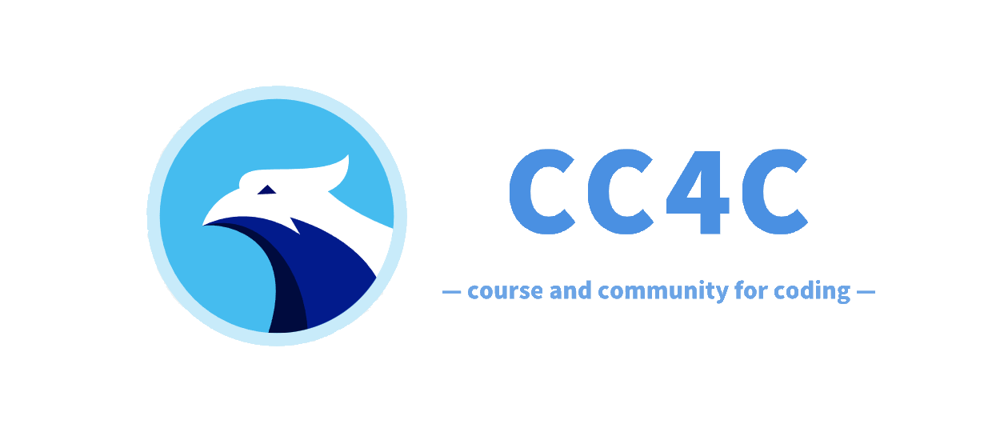 CC4C
— course and community for coding —